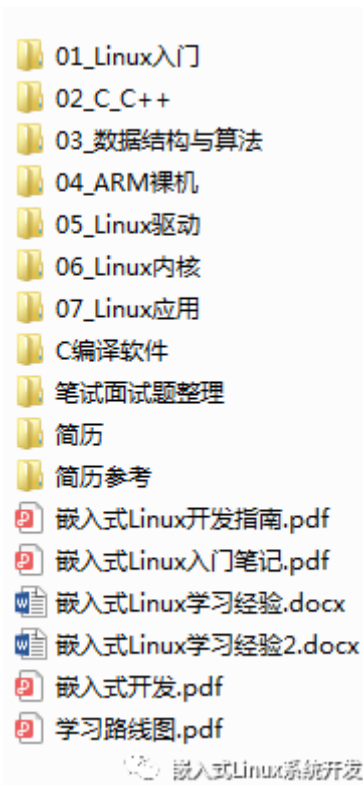 01_Linux入门
02_C_C++
03_数据结构与算法
04_ARM裸机
05_Linux驱动
06_Linux内核
07_Linux应用
C编译软件
笔试面试题整理
简历
简历参考
嵌入式Linux开发指南.pdf
嵌入式Linux入门笔记.pdf
嵌入式Linux学习经验.docx
嵌入式Linux学习经验2.docx
嵌入式开发.pdf
学习路线图.pdf
嵌入式Linux系统开发